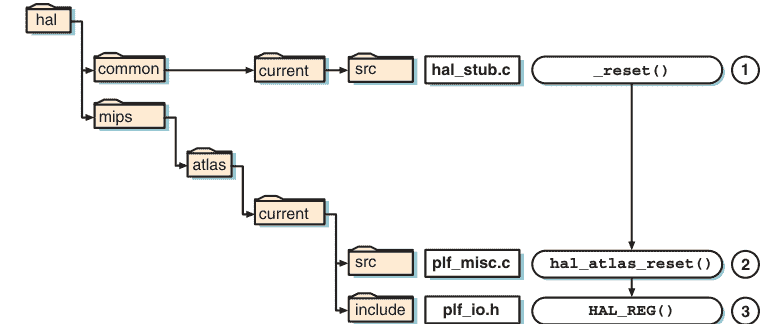 hal
common current src hal_stub.c _reset() 1
mips
atlas
current
src plf_misc.c hal_atlas_reset() 2
include plf_io.h HAL_REG() 3